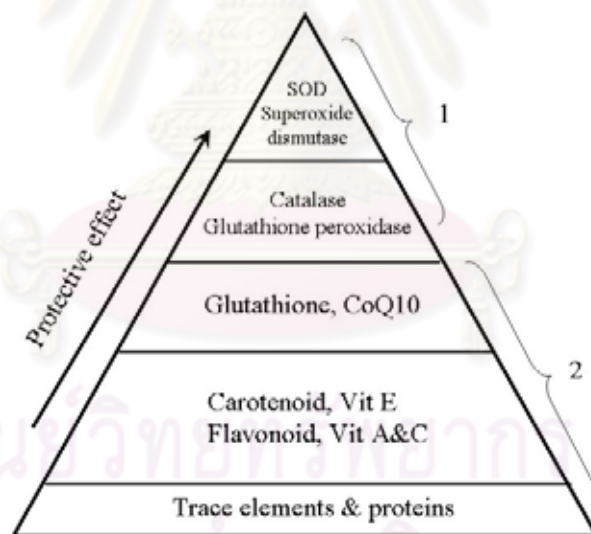 SOD
Superoxide
dismutase
1
Catalase
Glutathione peroxidase
Protective effect
Glutathione, CoQ10
2
Carotenoid, Vit E
Flavonoid, Vit A&C
Trace elements & proteins